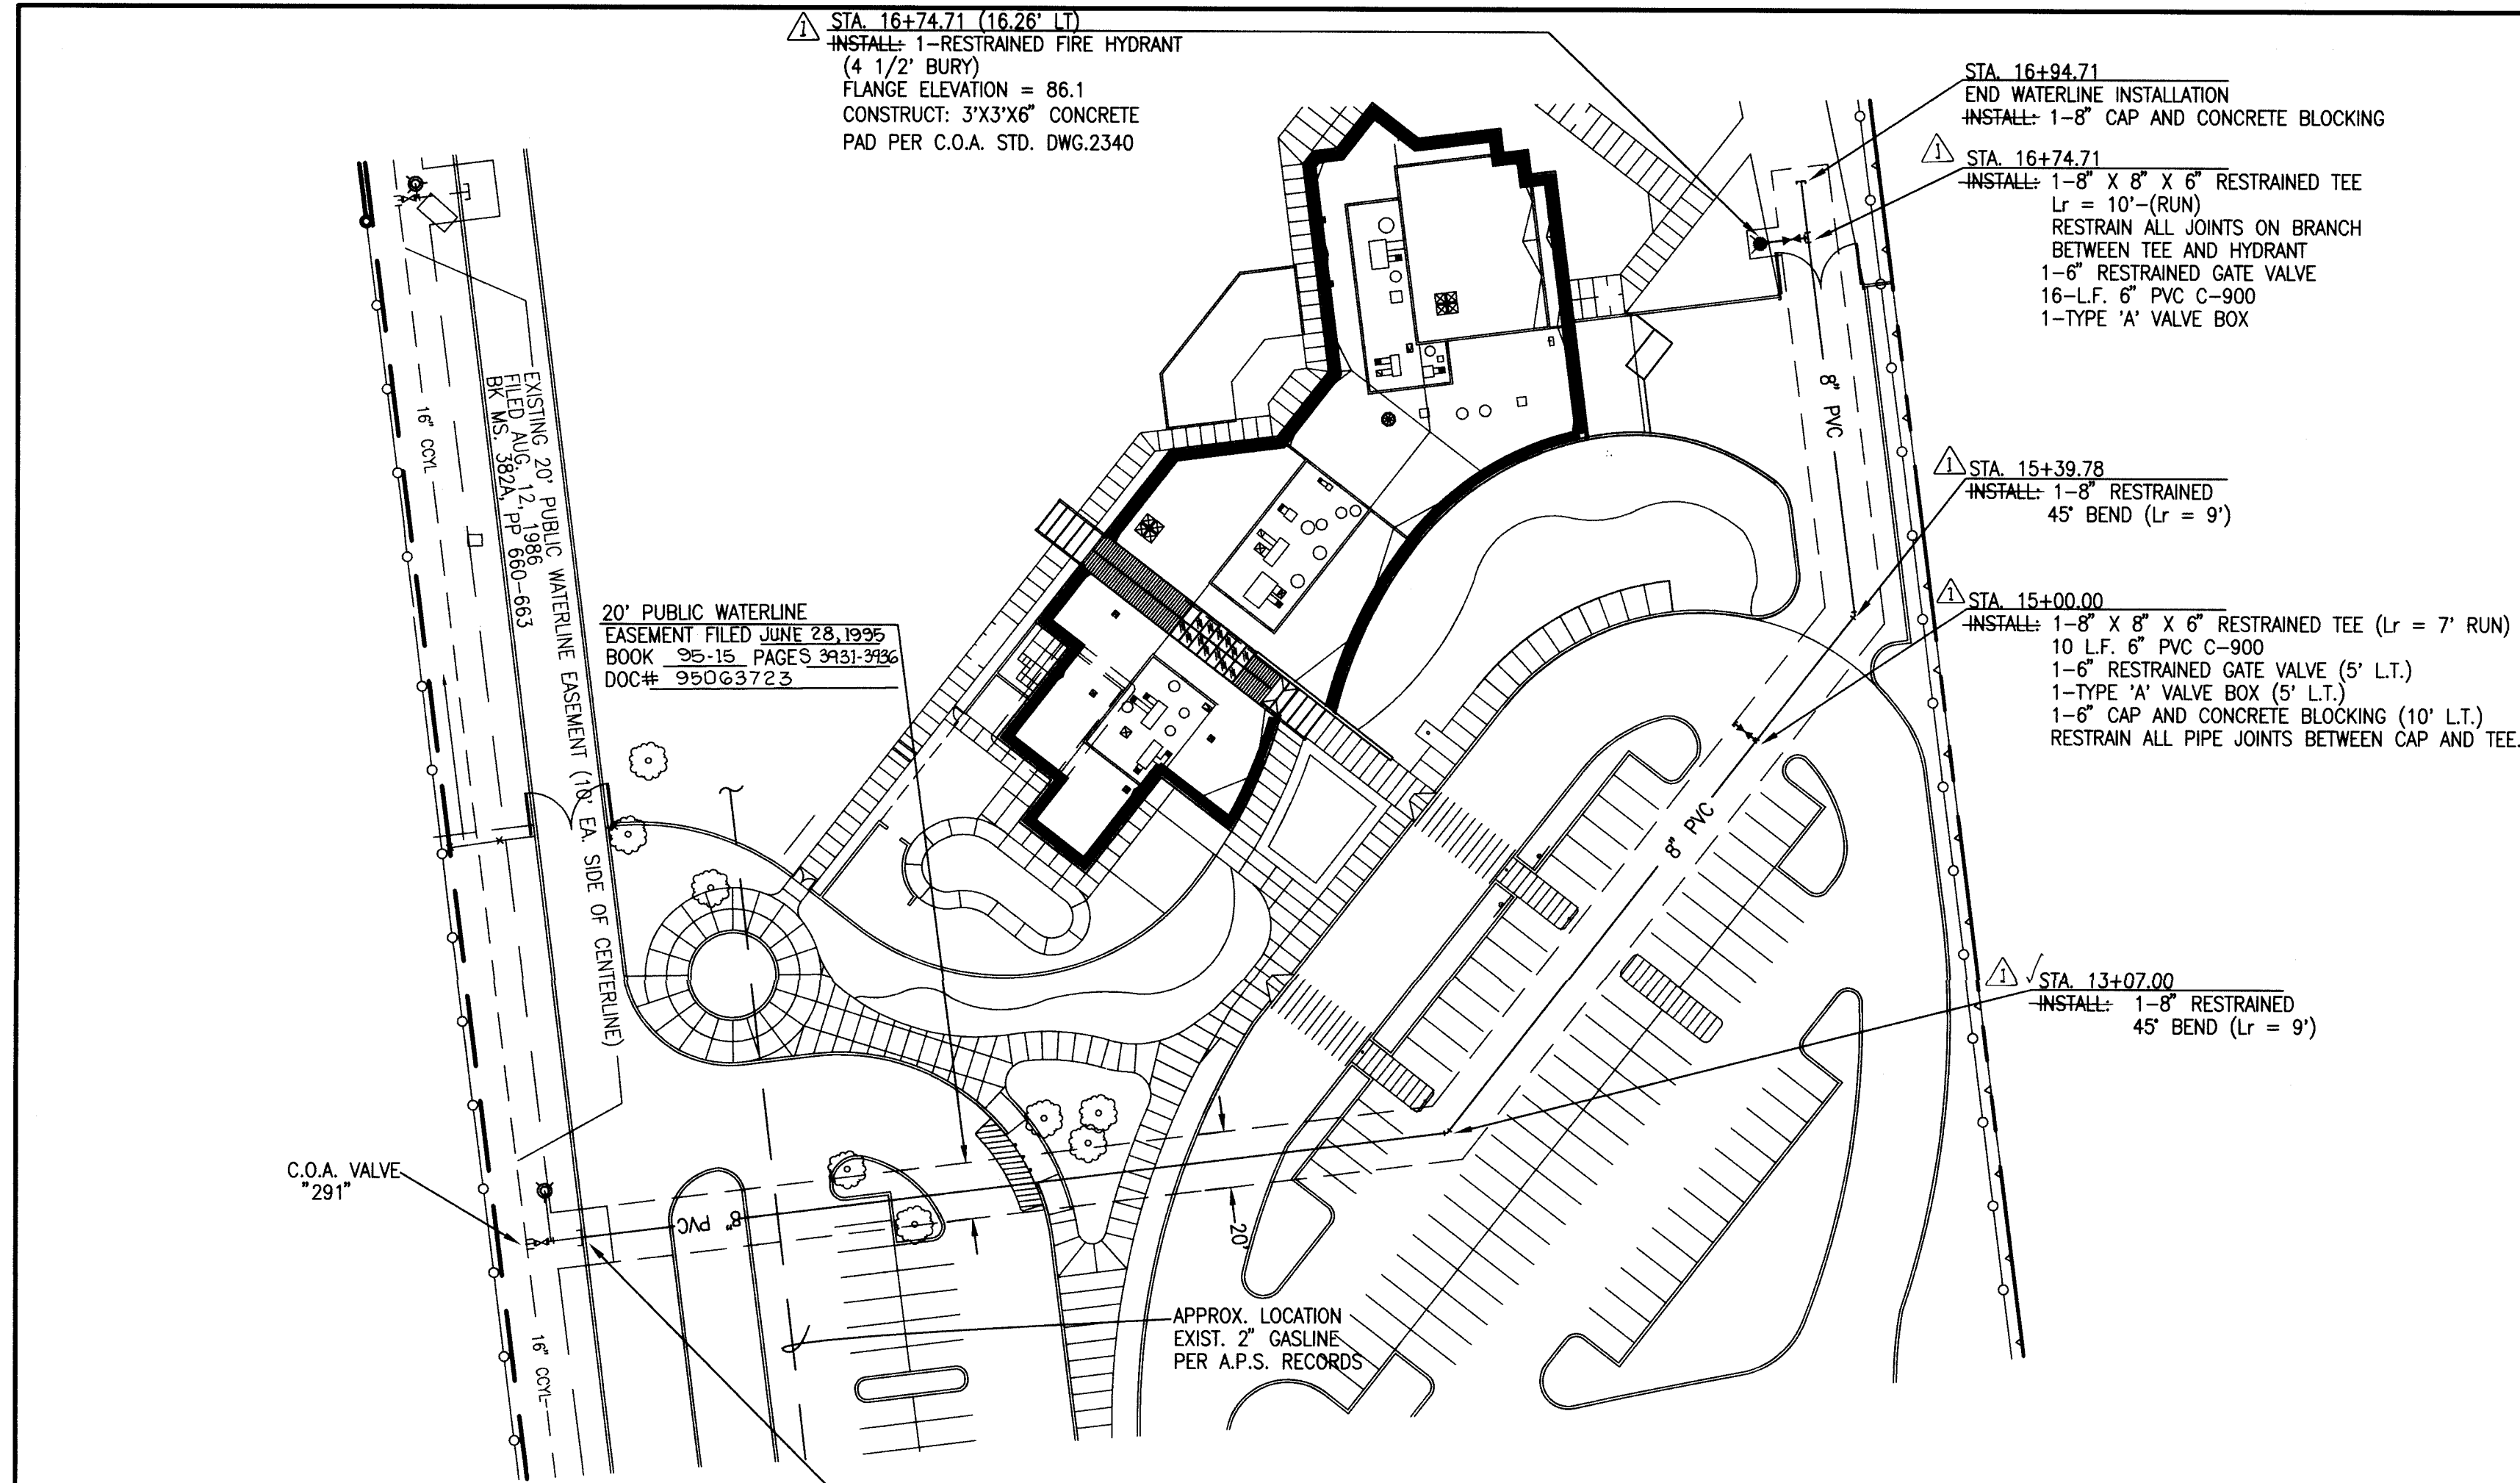 1 STA. 16+74.71 (16.26' LT)
INSTALL: 1-RESTRAINED FIRE HYDRANT
(4 1/2' BURY)
FLANGE ELEVATION = 86.1
CONSTRUCT: 3'X3'X6" CONCRETE
PAD PER C.O.A. STD. DWG.2340
STA. 16+94.71
END WATERLINE INSTALLATION
INSTALL: 1-8" CAP AND CONCRETE BLOCKING
1 STA. 16+74.71
INSTALL: 1-8" X 8" X 6" RESTRAINED TEE
Lr = 10'-(RUN)
RESTRAIN ALL JOINTS ON BRANCH
BETWEEN TEE AND HYDRANT
1-6" RESTRAINED GATE VALVE
16-L.F. 6" PVC C-900
1-TYPE 'A' VALVE BOX
8" PVC
1 STA. 15+39.78
INSTALL: 1-8" RESTRAINED
45° BEND (Lr = 9')
1 STA. 15+00.00
INSTALL: 1-8" X 8" X 6" RESTRAINED TEE (Lr = 7' RUN)
10 L.F. 6" PVC C-900
1-6" RESTRAINED GATE VALVE (5' L.T.)
1-TYPE 'A' VALVE BOX (5' L.T.)
1-6" CAP AND CONCRETE BLOCKING (10' L.T.)
RESTRAIN ALL PIPE JOINTS BETWEEN CAP AND TEE.
16" CCYL
EXISTING 20' PUBLIC WATERLINE EASEMENT (10' EA. SIDE OF CENTERLINE)
FILED AUG. 12, 1986
BK MS. 382A, PP 660-663
20' PUBLIC WATERLINE
EASEMENT FILED JUNE 28, 1995
BOOK 95-15 PAGES 3931-3936
DOC# 95063723
8" PVC
1 √ STA. 13+07.00
INSTALL: 1-8" RESTRAINED
45° BEND (Lr = 9')
C.O.A. VALVE
"291"
8" PVC
20'
APPROX. LOCATION
EXIST. 2" GASLINE
PER A.P.S. RECORDS
16" CCYL